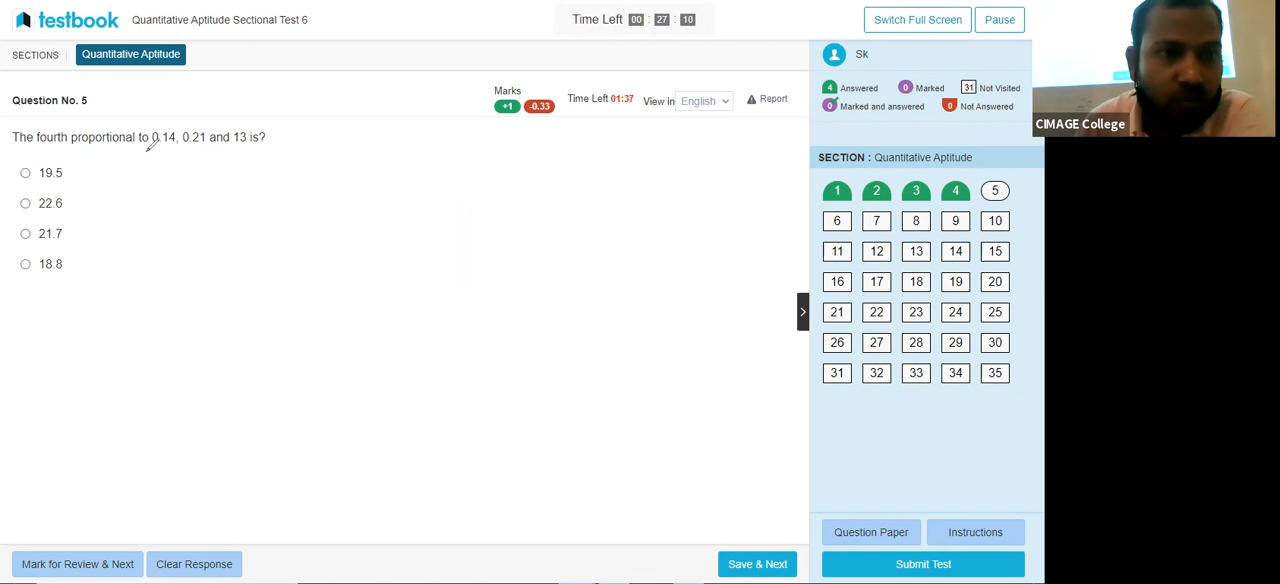 testbook
Quantitative Aptitude Sectional Test 6
Time Left 00 : 27 : 10
Switch Full Screen
Pause
SECTIONS
Quantitative Aptitude
Sk
Question No. 5
Marks
+1 -0.33
Time Left 01:37
View in English
Report
4 Answered
0 Marked
31 Not Visited
0 Marked and answered
0 Not Answered
CIMAGE College
The fourth proportional to 0.14, 0.21 and 13 is?
19.5
22.6
21.7
18.8
SECTION : Quantitative Aptitude
1 2 3 4 5
6 7 8 9 10
11 12 13 14 15
16 17 18 19 20
21 22 23 24 25
26 27 28 29 30
31 32 33 34 35
Question Paper
Instructions
Mark for Review & Next
Clear Response
Save & Next
Submit Test